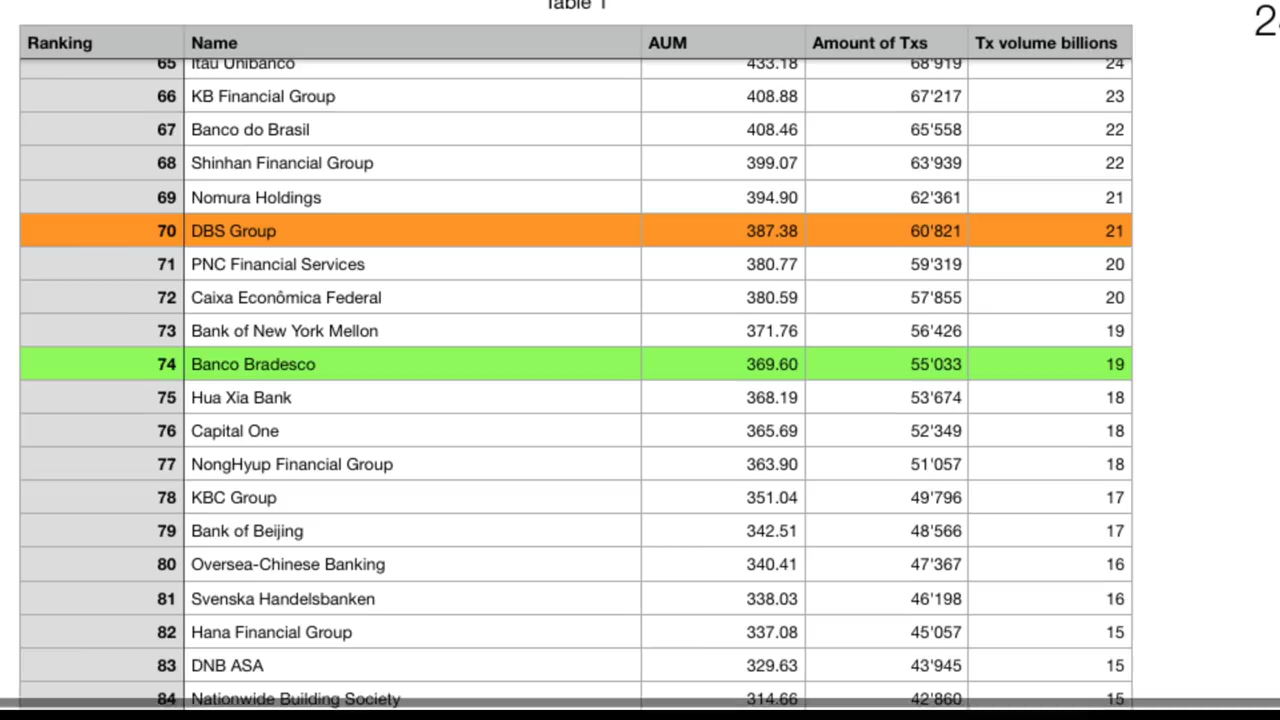 Table 1
Ranking Name AUM Amount of Txs Tx volume billions
65 Itaú Unibanco 433.18 68'919 24
66 KB Financial Group 408.88 67'217 23
67 Banco do Brasil 408.46 65'558 22
68 Shinhan Financial Group 399.07 63'939 22
69 Nomura Holdings 394.90 62'361 21
70 DBS Group 387.38 60'821 21
71 PNC Financial Services 380.77 59'319 20
72 Caixa Econômica Federal 380.59 57'855 20
73 Bank of New York Mellon 371.76 56'426 19
74 Banco Bradesco 369.60 55'033 19
75 Hua Xia Bank 368.19 53'674 18
76 Capital One 365.69 52'349 18
77 NongHyup Financial Group 363.90 51'057 18
78 KBC Group 351.04 49'796 17
79 Bank of Beijing 342.51 48'566 17
80 Oversea-Chinese Banking 340.41 47'367 16
81 Svenska Handelsbanken 338.03 46'198 16
82 Hana Financial Group 337.08 45'057 15
83 DNB ASA 329.63 43'945 15
84 Nationwide Building Society 314.66 42'860 15